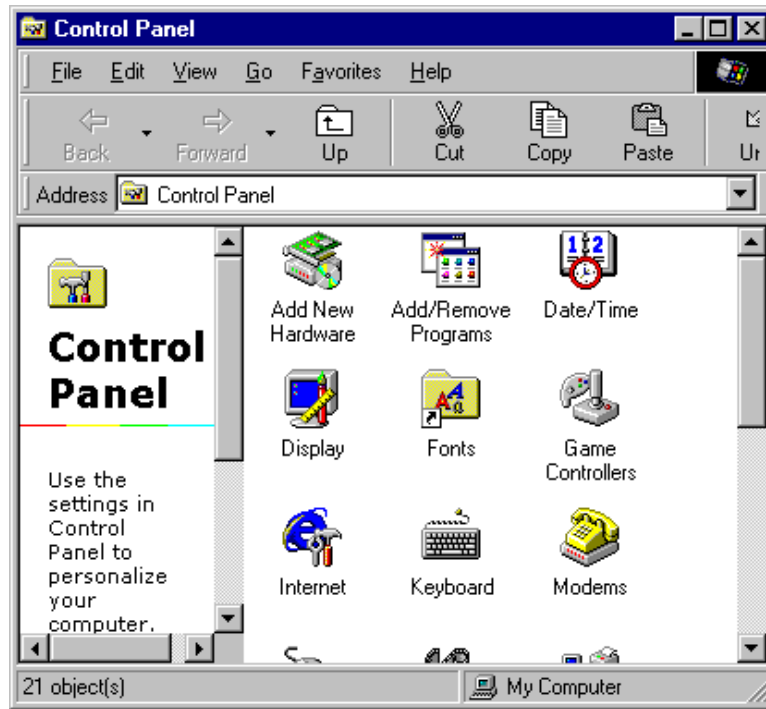 Control Panel
File Edit View Go Favorites Help
Back Forward Up Cut Copy Paste
Address Control Panel
Control
Panel
Use the
settings in
Control
Panel to
personalize
your
computer.
Add New
Hardware
Add/Remove
Programs
Date/Time
Display
Fonts
Game
Controllers
Internet
Keyboard
Modems
21 object(s)
My Computer